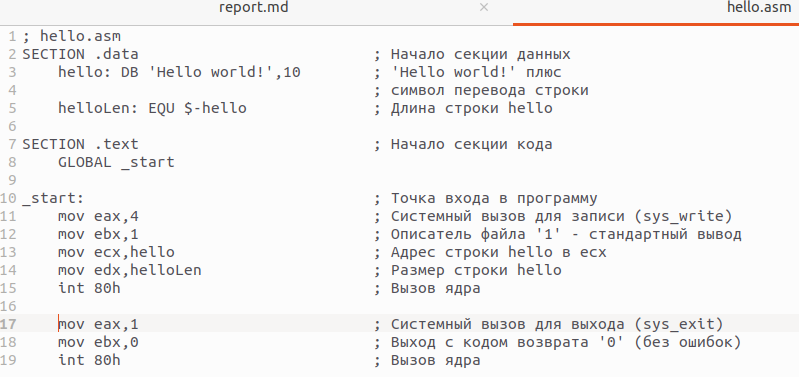 report.md × hello.asm
1 ; hello.asm
2 SECTION .data ; Начало секции данных
3 hello: DB 'Hello world!',10 ; 'Hello world!' плюс
4 ; символ перевода строки
5 helloLen: EQU $-hello ; Длина строки hello
6
7 SECTION .text ; Начало секции кода
8 GLOBAL _start
9
10 _start: ; Точка входа в программу
11 mov eax,4 ; Системный вызов для записи (sys_write)
12 mov ebx,1 ; Описатель файла '1' - стандартный вывод
13 mov ecx,hello ; Адрес строки hello в ecx
14 mov edx,helloLen ; Размер строки hello
15 int 80h ; Вызов ядра
16
17 mov eax,1 ; Системный вызов для выхода (sys_exit)
18 mov ebx,0 ; Выход с кодом возврата '0' (без ошибок)
19 int 80h ; Вызов ядра